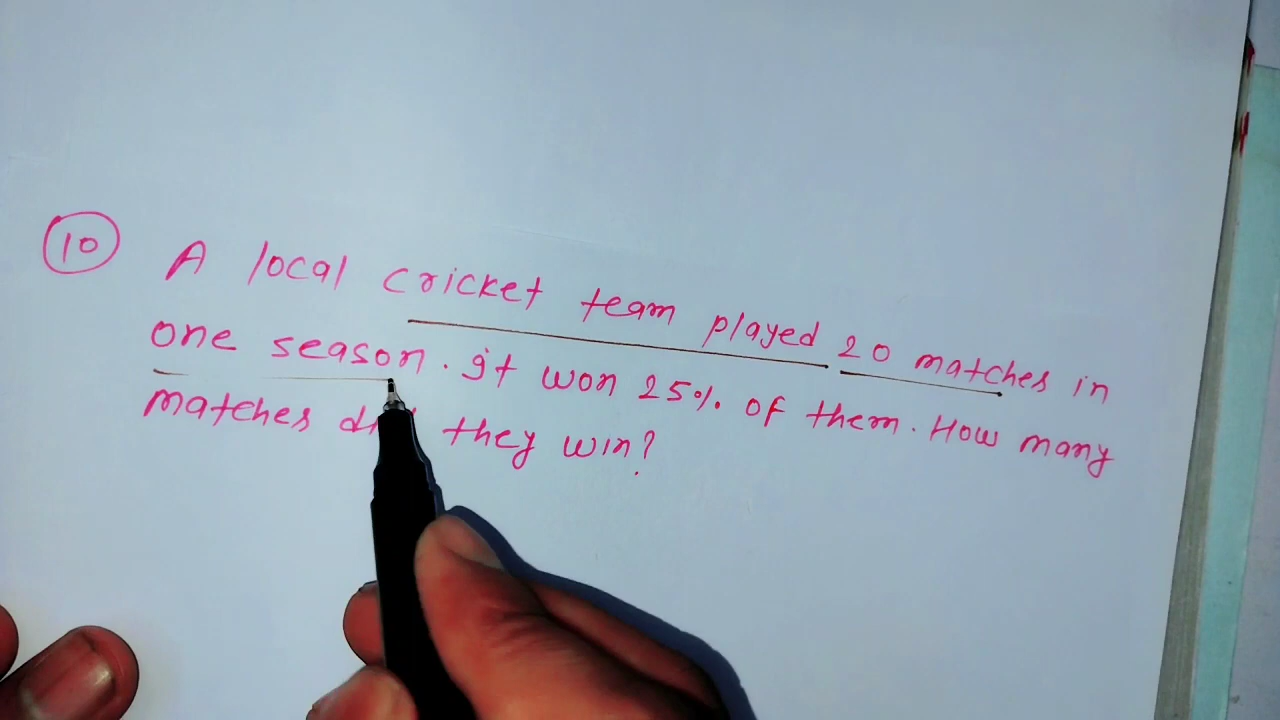 10 A local cricket team played 20 matches in
one season. It won 25% of them. How many
matches did they win?